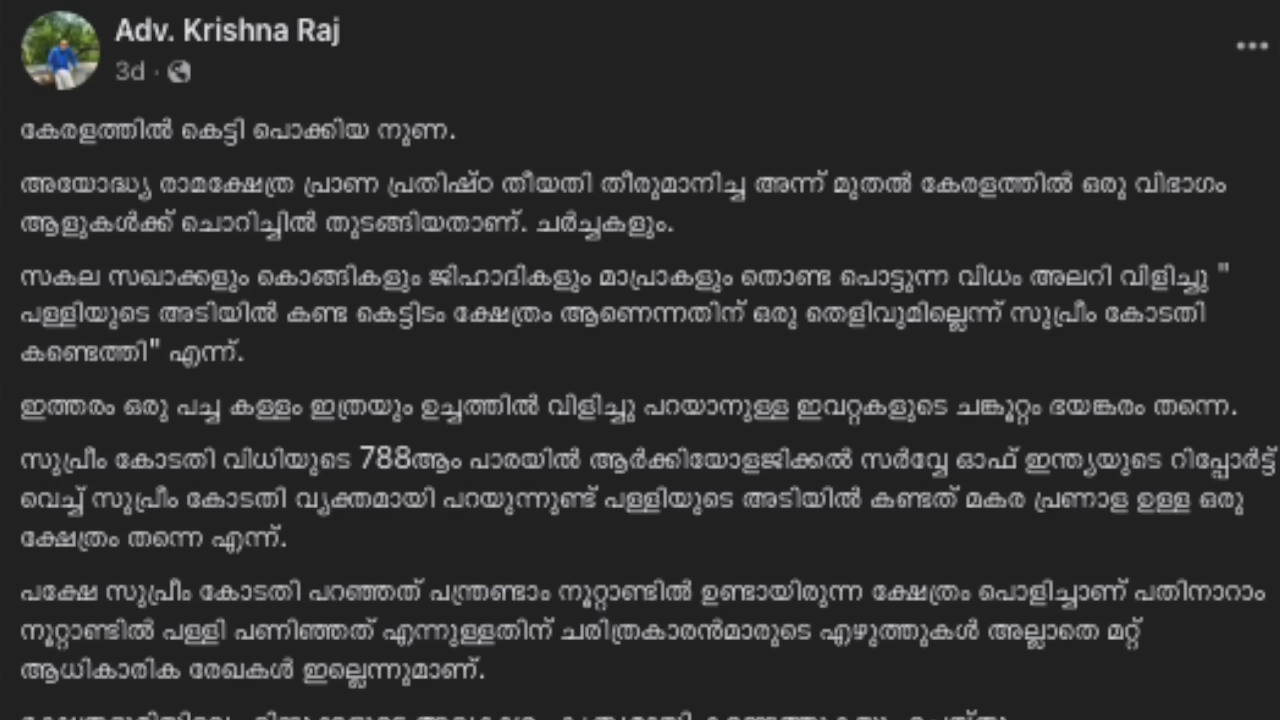 Adv. Krishna Raj
3d ·
കേരളത്തിൽ കെട്ടി പൊക്കിയ നുണ.
അയോദ്ധ്യ രാമക്ഷേത്ര പ്രാണ പ്രതിഷ്ഠ തീയതി തീരുമാനിച്ച അന്ന് മുതൽ കേരളത്തിൽ ഒരു വിഭാഗം
ആളുകൾക്ക് ചൊറിച്ചിൽ തുടങ്ങിയതാണ്. ചർച്ചകളും.
സകല സഖാക്കളും കൊങ്ങികളും ജിഹാദികളും മാപ്രാകളും തൊണ്ട പൊട്ടുന്ന വിധം അലറി വിളിച്ചു "
പള്ളിയുടെ അടിയിൽ കണ്ട കെട്ടിടം ക്ഷേത്രം ആണെന്നതിന് ഒരു തെളിവുമില്ലെന്ന് സുപ്രീം കോടതി
കണ്ടെത്തി" എന്ന്.
ഇത്തരം ഒരു പച്ച കള്ളം ഇത്രയും ഉച്ചത്തിൽ വിളിച്ചു പറയാനുള്ള ഇവറ്റകളുടെ ചങ്കൂറ്റം ഭയങ്കരം തന്നെ.
സുപ്രീം കോടതി വിധിയുടെ 788ആം പാരയിൽ ആർക്കിയോളജിക്കൽ സർവ്വേ ഓഫ് ഇന്ത്യയുടെ റിപ്പോർട്ട്
വെച്ച് സുപ്രീം കോടതി വ്യക്തമായി പറയുന്നുണ്ട് പള്ളിയുടെ അടിയിൽ കണ്ടത് മകര പ്രണാള ഉള്ള ഒരു
ക്ഷേത്രം തന്നെ എന്ന്.
പക്ഷേ സുപ്രീം കോടതി പറഞ്ഞത് പന്ത്രണ്ടാം നൂറ്റാണ്ടിൽ ഉണ്ടായിരുന്ന ക്ഷേത്രം പൊളിച്ചാണ് പതിനാറാം
നൂറ്റാണ്ടിൽ പള്ളി പണിഞ്ഞത് എന്നുള്ളതിന് ചരിത്രകാരൻമാരുടെ എഴുത്തുകൾ അല്ലാതെ മറ്റ്
ആധികാരിക രേഖകൾ ഇല്ലെന്നുമാണ്.